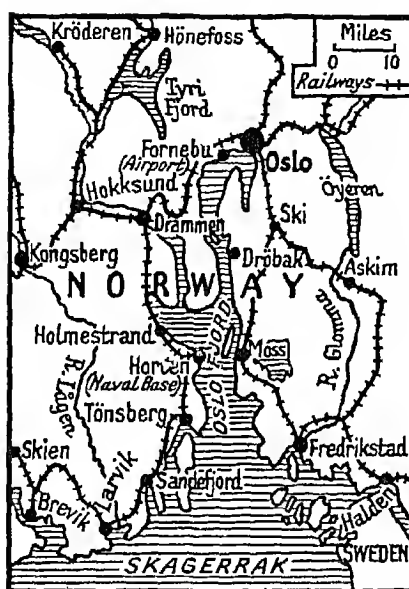 Kröderen
Hönefoss
Miles
0 10
Railways
Tyri
Fjord
Fornebu
(Airport)
Oslo
Öyeren
Hokksund
Drammen
Ski
Kongsberg
Dröbak
Askim
NORWAY
Holmestrand
OSLO FJORD
Moss
R. Glomma
Horten
(Naval Base)
R. Lågen
Tönsberg
Skien
Larvik
Sandefjord
Fredrikstad
Brevik
Halden
SWEDEN
SKAGERRAK